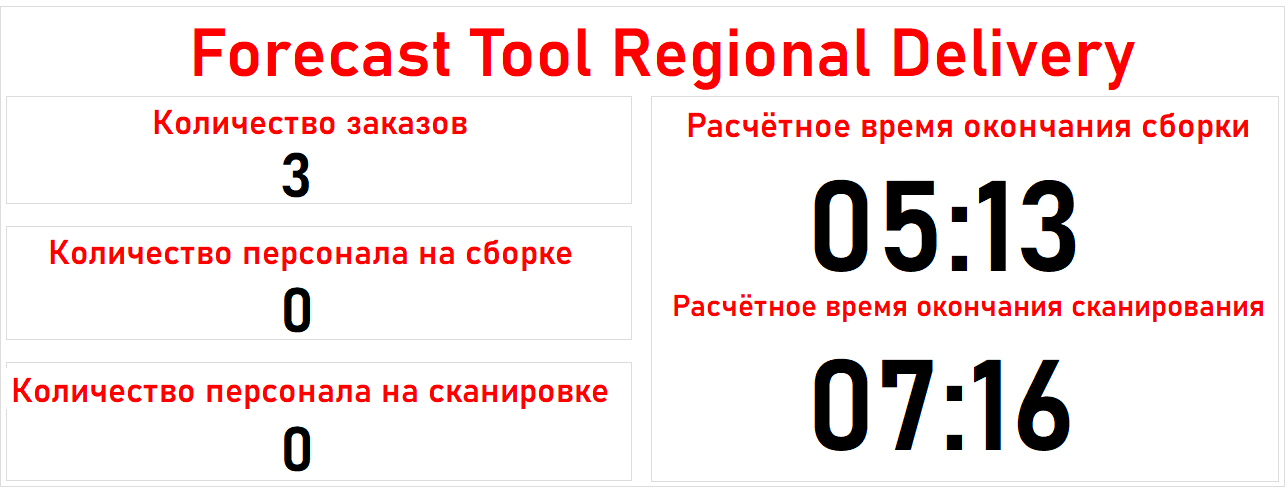 Forecast Tool Regional Delivery
Количество заказов
3
Количество персонала на сборке
0
Количество персонала на сканировке
0
Расчётное время окончания сборки
05:13
Расчётное время окончания сканирования
07:16